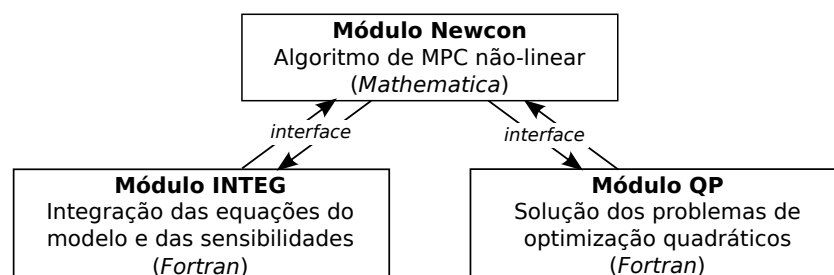 Módulo Newcon
Algoritmo de MPC não-linear
(Mathematica)
interface
interface
Módulo INTEG
Integração das equações do
modelo e das sensibilidades
(Fortran)
Módulo QP
Solução dos problemas de
optimização quadráticos
(Fortran)